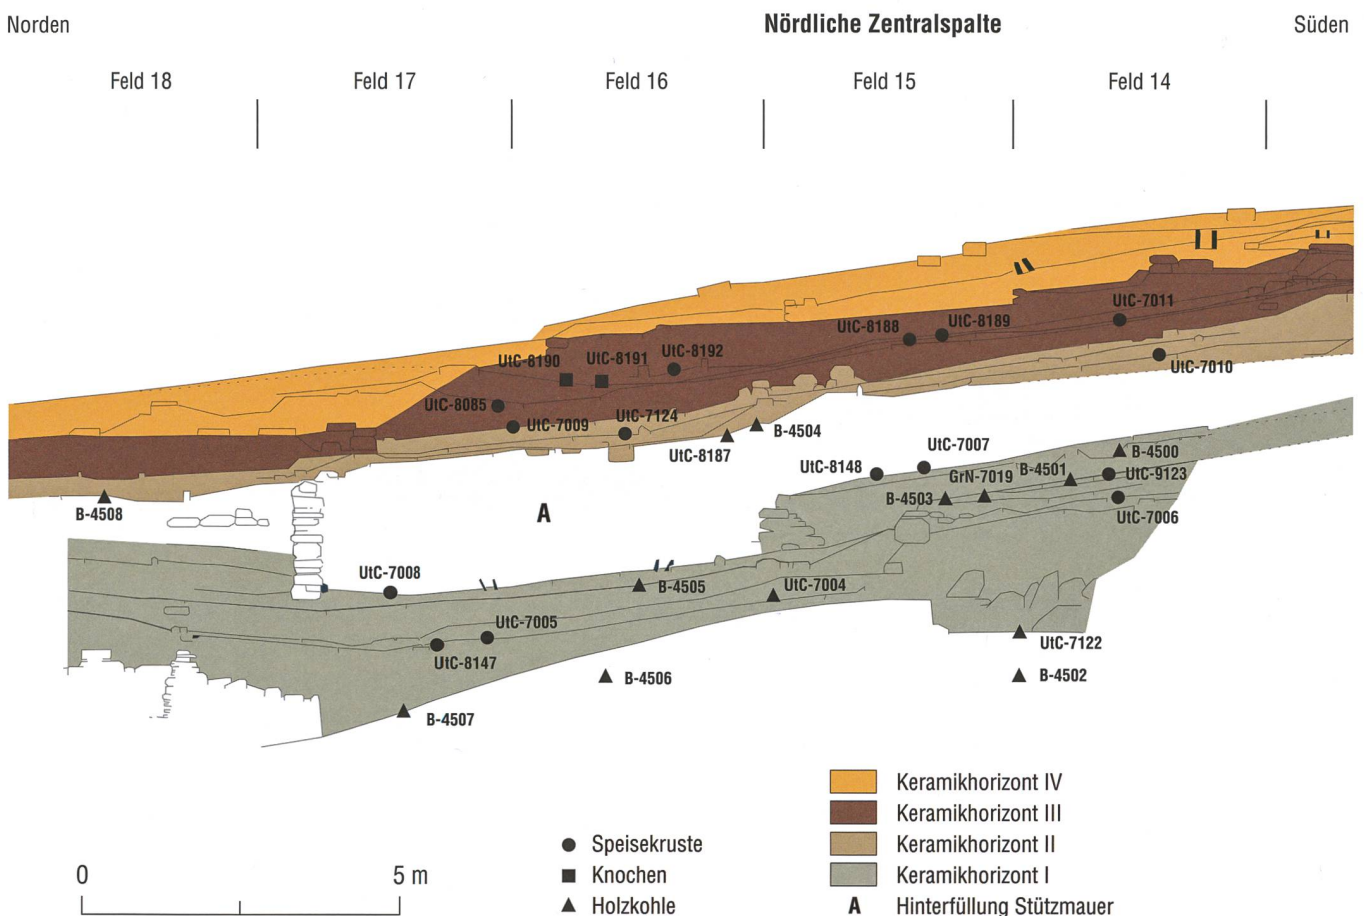 Norden Nördliche Zentralspalte Süden
Feld 18 Feld 17 Feld 16 Feld 15 Feld 14
UtC-7011
UtC-8188 UtC-8189
UtC-8190 UtC-8191 UtC-8192
UtC-7010
UtC-8085 UtC-7009 UtC-7124
B-4504
UtC-8187
UtC-7007
B-4500
UtC-8148 GrN-7019 B-4501 UtC-9123
B-4503
B-4508 A UtC-7006
UtC-7008
B-4505 UtC-7004
UtC-7005
UtC-7122
UtC-8147
B-4506 B-4502
B-4507
Keramikhorizont IV
Keramikhorizont III
Speisekruste Keramikhorizont II
0 5 m Knochen Keramikhorizont I
Holzkohle A Hinterfüllung Stützmauer